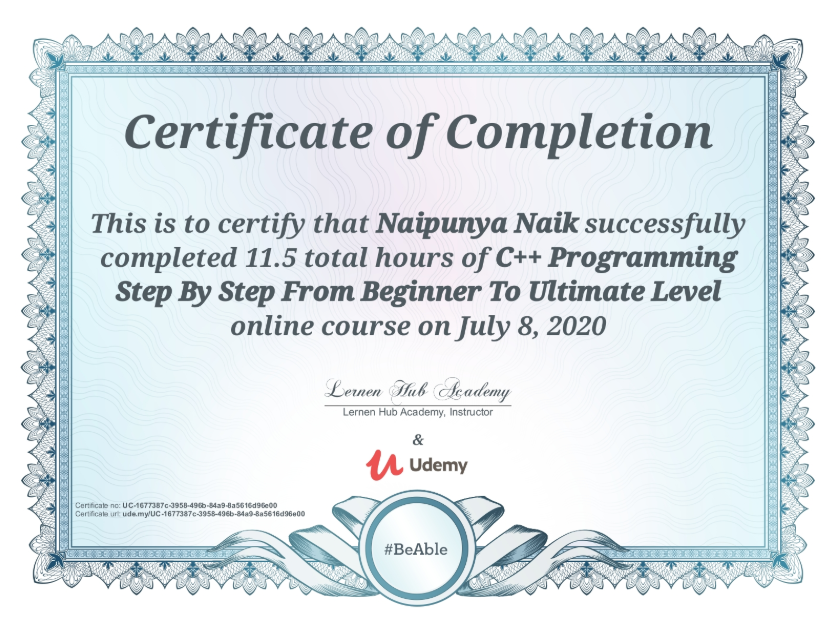 Certificate of Completion
This is to certify that Naipunya Naik successfully
completed 11.5 total hours of C++ Programming
Step By Step From Beginner To Ultimate Level
online course on July 8, 2020
Lernen Hub Academy
Lernen Hub Academy, Instructor
&
Udemy
Certificate no: UC-1677387c-3958-496b-84a9-8a5616d96e00
Certificate url: ude.my/UC-1677387c-3958-496b-84a9-8a5616d96e00
#BeAble